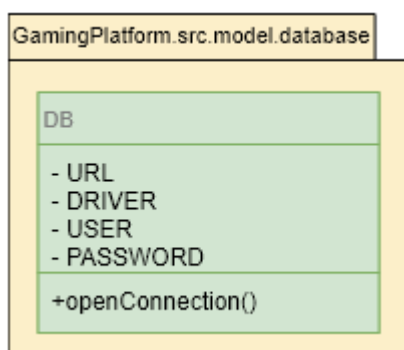 GamingPlatform.src.model.database
DB
- URL
- DRIVER
- USER
- PASSWORD
+openConnection()